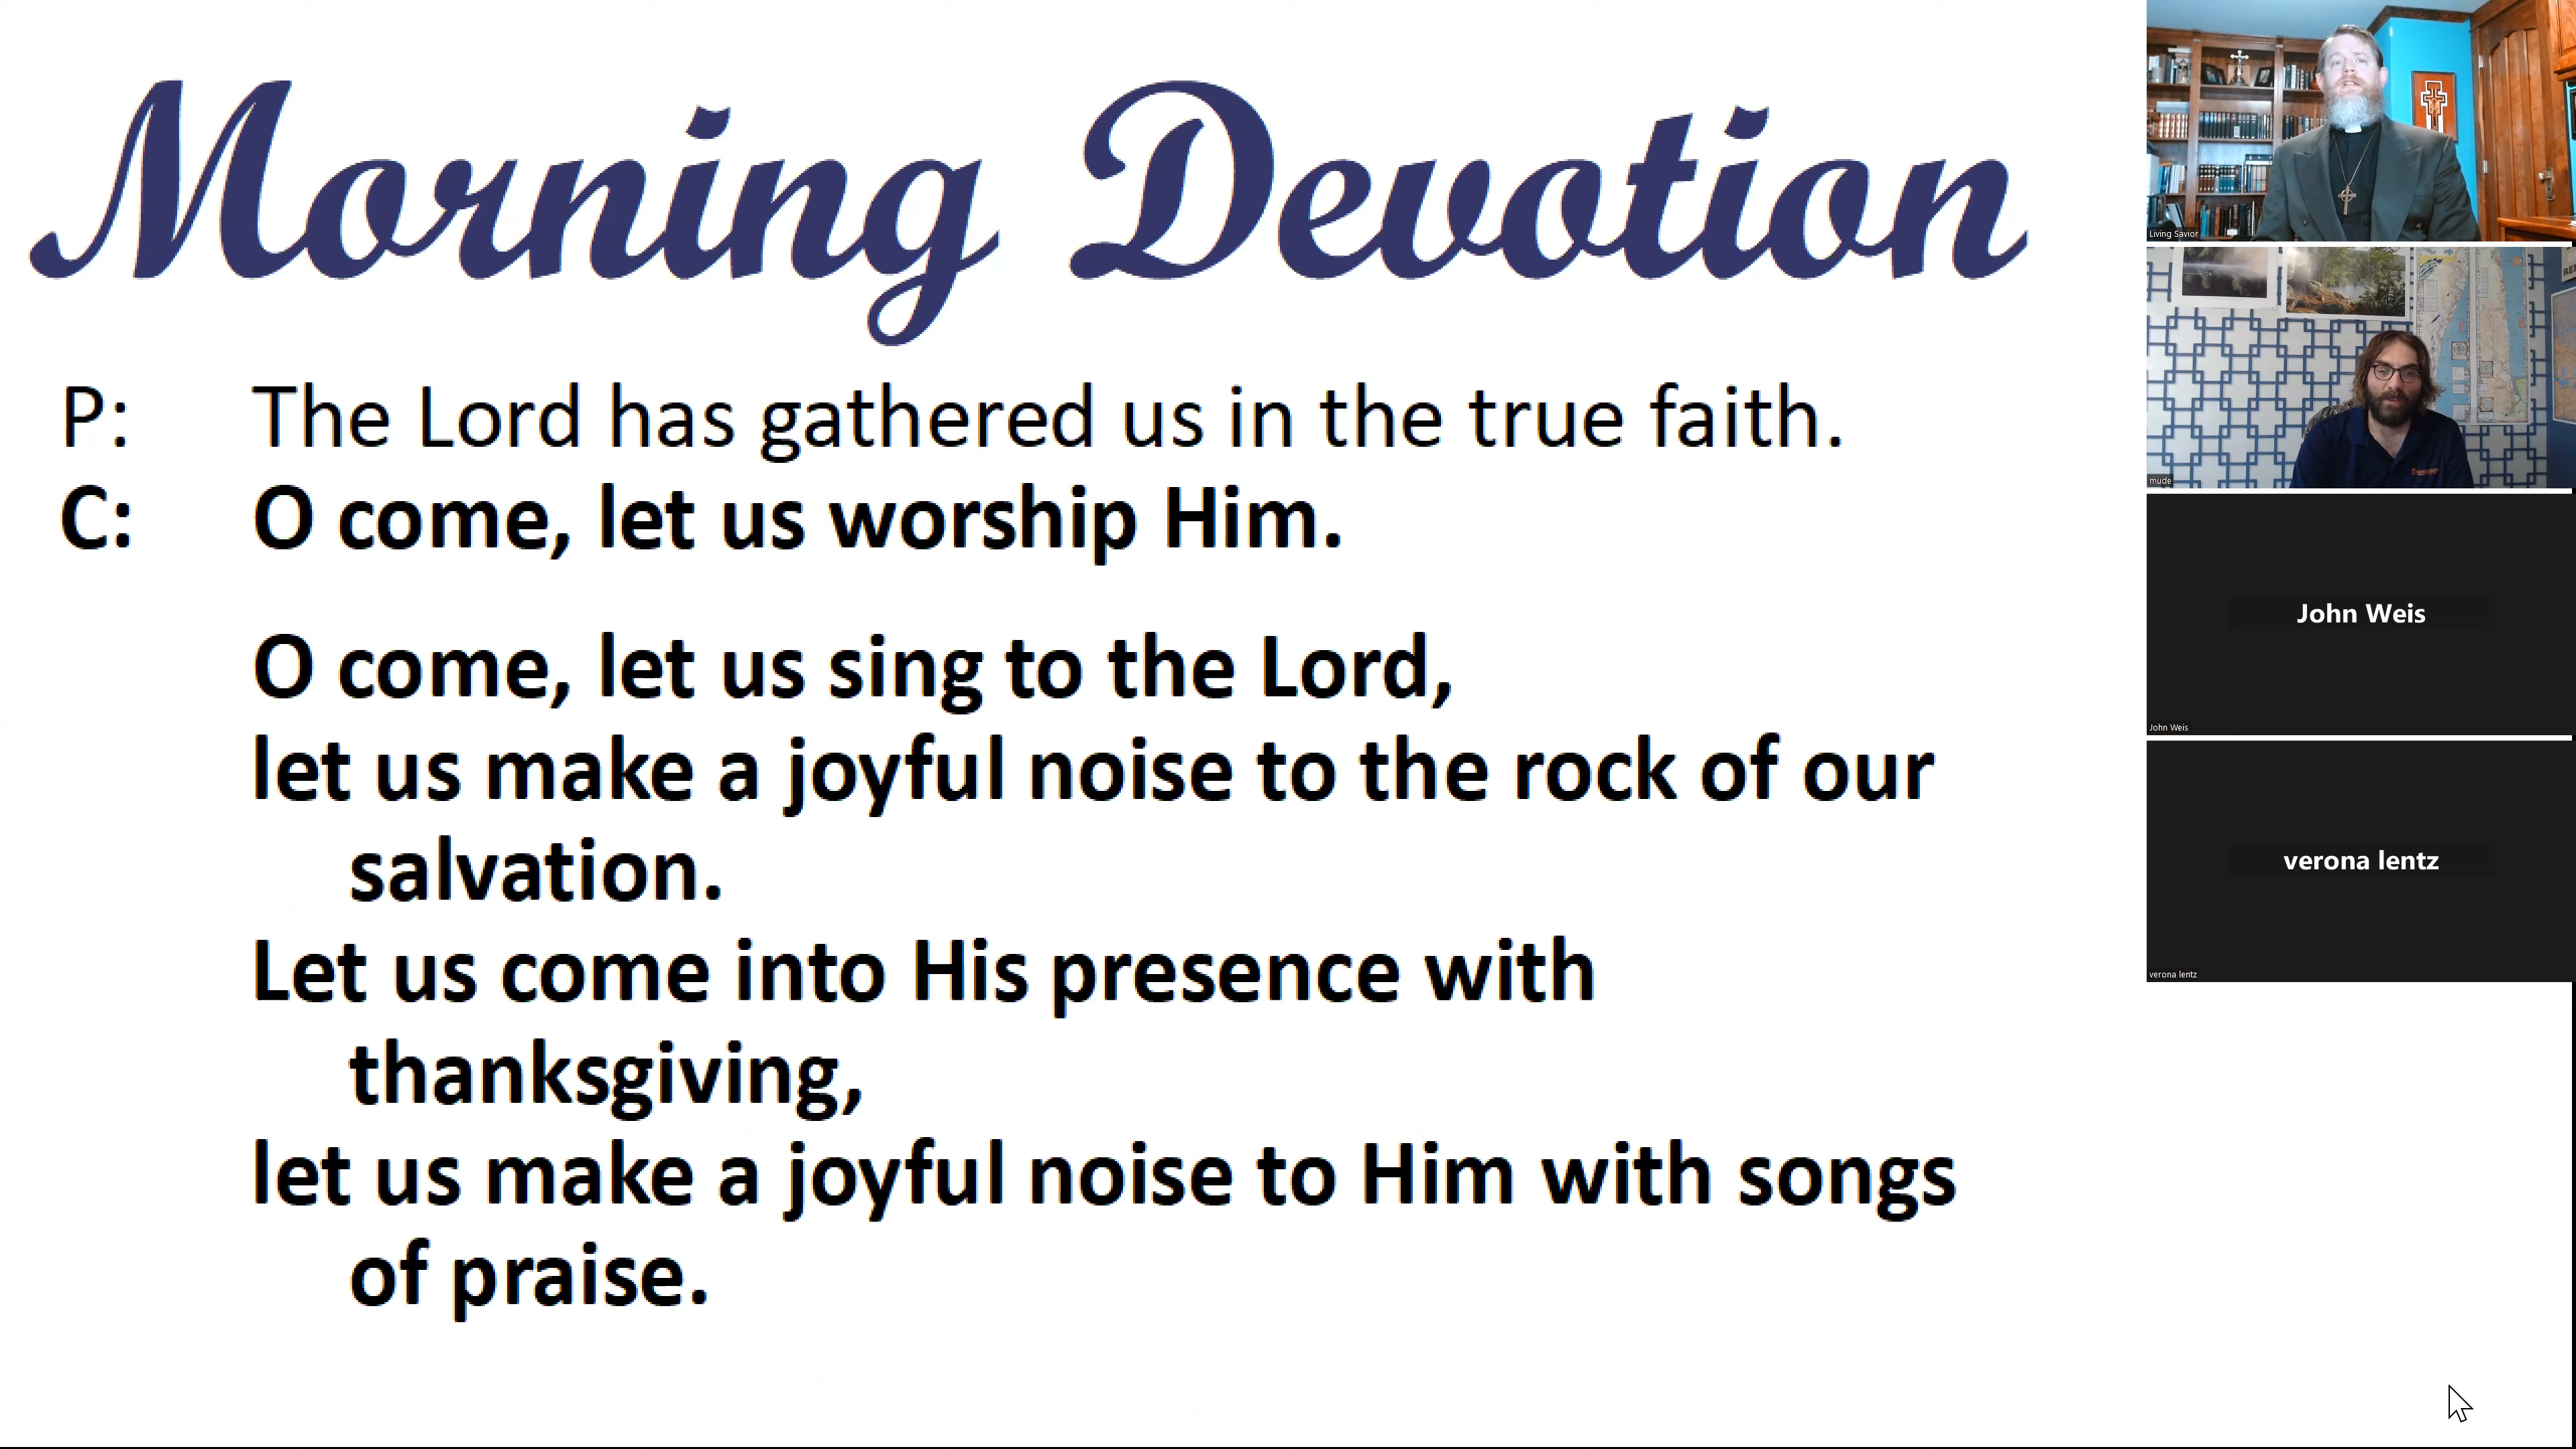 Morning Devotion
P: The Lord has gathered us in the true faith.
C: O come, let us worship Him.
O come, let us sing to the Lord,
let us make a joyful noise to the rock of our
salvation.
Let us come into His presence with
thanksgiving,
let us make a joyful noise to Him with songs
of praise.
Living Savior
mude
John Weis
John Weis
verona lentz
verona lentz